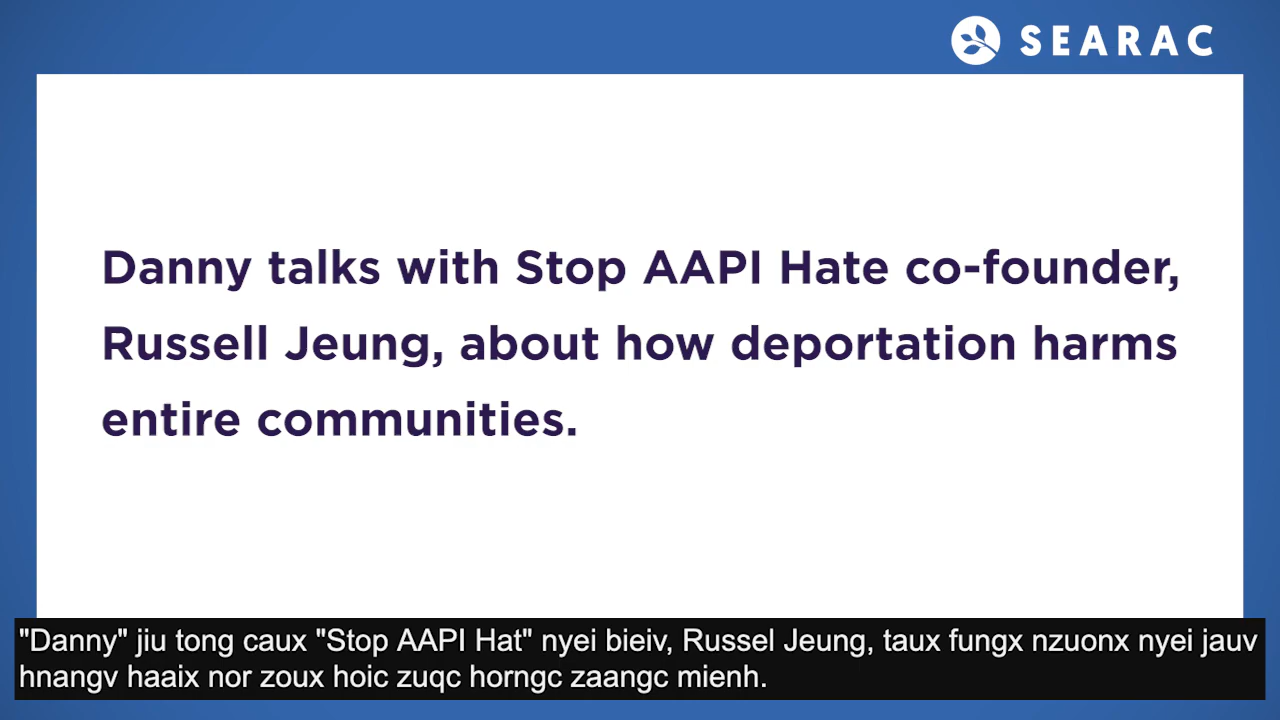 SEARAC
Danny talks with Stop AAPI Hate co-founder,
Russell Jeung, about how deportation harms
entire communities.
"Danny" jiu tong caux "Stop AAPI Hat" nyei bieiv, Russel Jeung, taux fungx nzuonx nyei jauv
hnangv haaix nor zoux hoic zuqc horngc zaangc mienh.